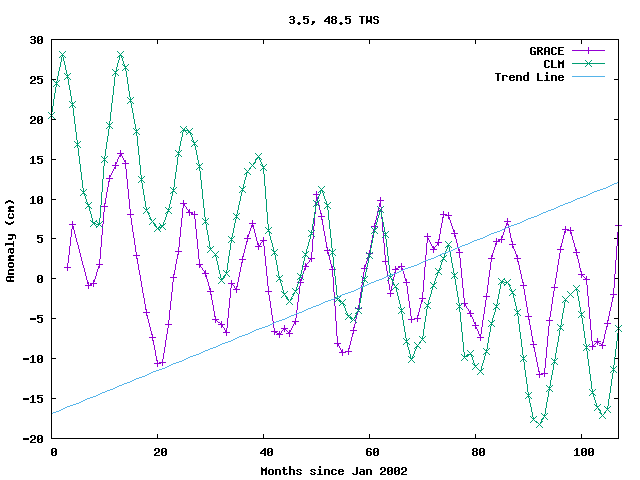 3.5, 48.5 TWS
GRACE
CLM
Trend Line
30
25
20
15
10
5
0
-5
-10
-15
-20
Anomaly (cm)
0 20 40 60 80 100
Months since Jan 2002